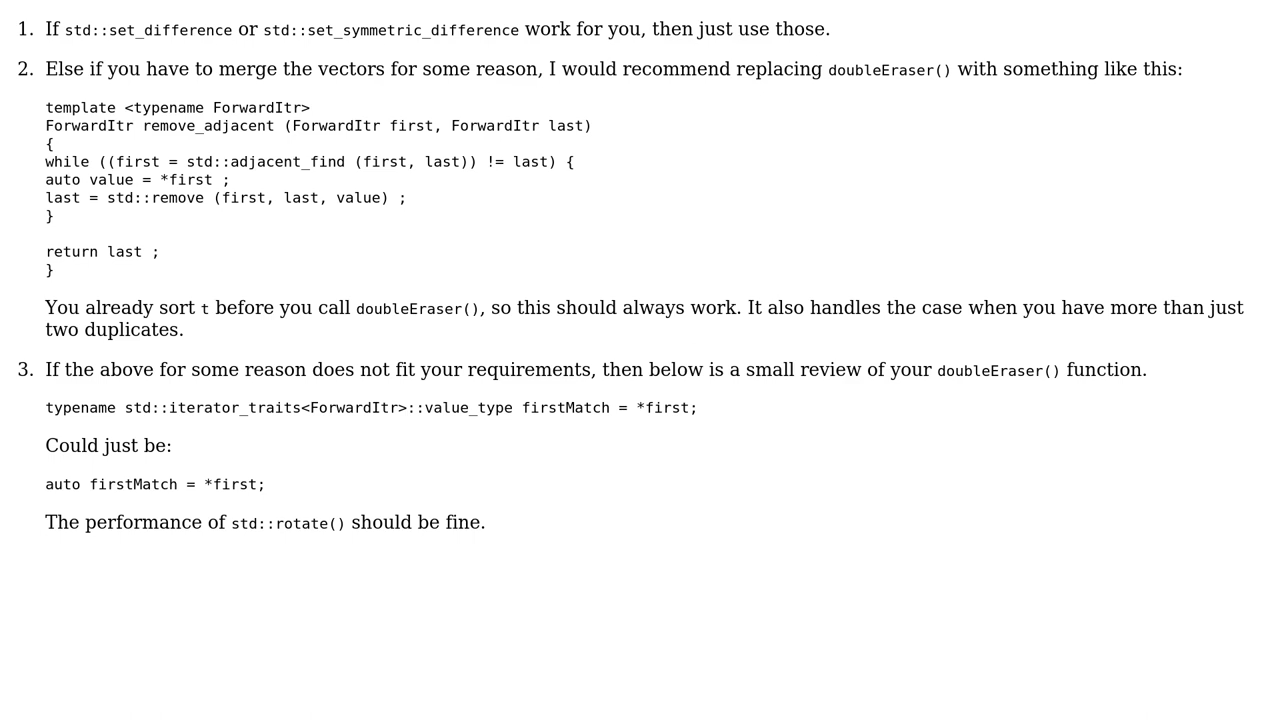 1. If std::set_difference or std::set_symmetric_difference work for you, then just use those.
2. Else if you have to merge the vectors for some reason, I would recommend replacing doubleEraser() with something like this:
template <typename ForwardItr>
ForwardItr remove_adjacent (ForwardItr first, ForwardItr last)
{
while ((first = std::adjacent_find (first, last)) != last) {
auto value = *first ;
last = std::remove (first, last, value) ;
}
return last ;
}
You already sort t before you call doubleEraser(), so this should always work. It also handles the case when you have more than just
two duplicates.
3. If the above for some reason does not fit your requirements, then below is a small review of your doubleEraser() function.
typename std::iterator_traits<ForwardItr>::value_type firstMatch = *first;
Could just be:
auto firstMatch = *first;
The performance of std::rotate() should be fine.